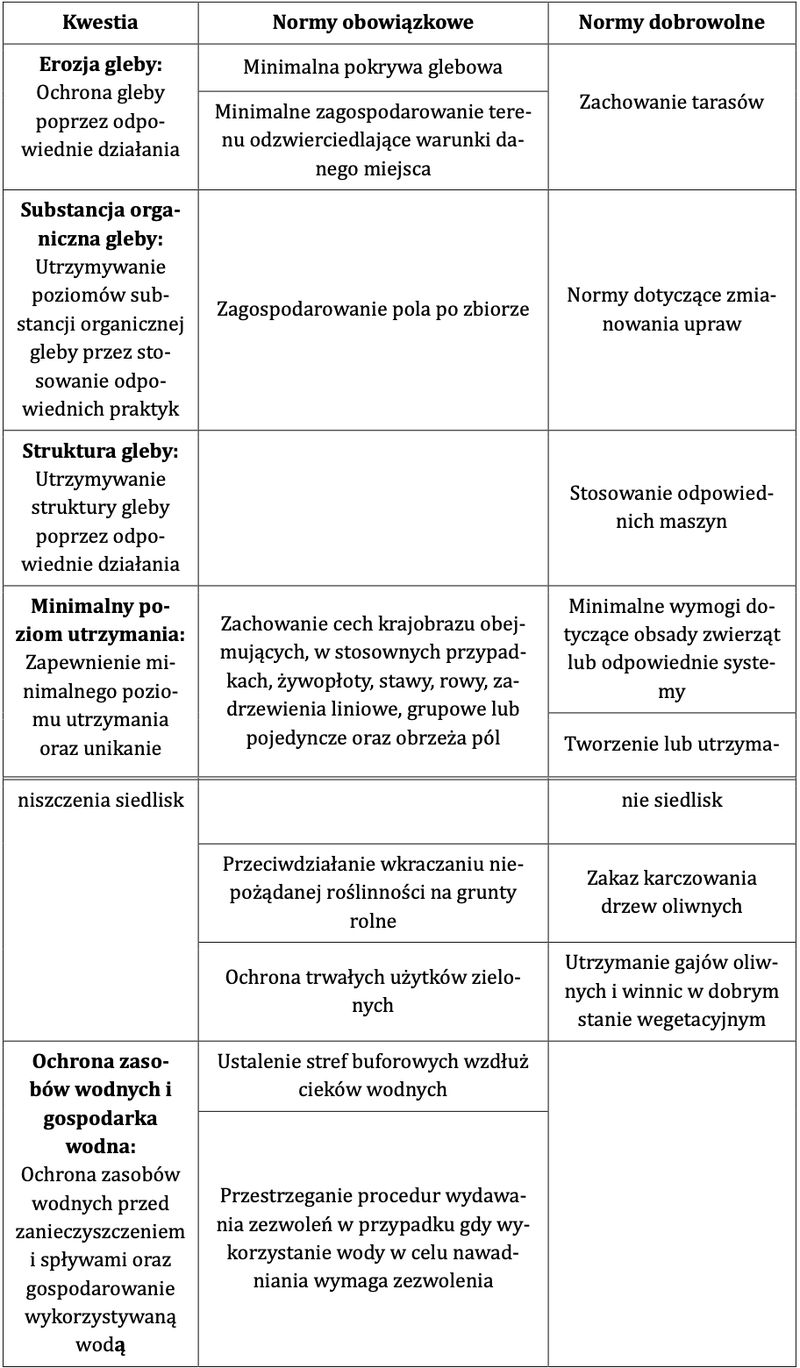 Kwestia
Normy obowiązkowe
Normy dobrowolne
Erozja gleby:
Ochrona gleby
poprzez odpo-
wiednie działania
Minimalna pokrywa glebowa
Minimalne zagospodarowanie tere-
nu odzwierciedlające warunki da-
nego miejsca
Zachowanie tarasów
Substancja orga-
niczna gleby:
Utrzymywanie
poziomów sub-
stancji organicznej
gleby przez sto-
sowanie odpo-
wiednich praktyk
Zagospodarowanie pola po zbiorze
Normy dotyczące zmia-
nowania upraw
Struktura gleby:
Utrzymywanie
struktury gleby
poprzez odpo-
wiednie działania
Stosowanie odpowied-
nich maszyn
Minimalny po-
ziom utrzymania:
Zapewnienie mi-
nimalnego pozio-
mu utrzymania
oraz unikanie
Zachowanie cech krajobrazu obej-
mujących, w stosownych przypad-
kach, żywopłoty, stawy, rowy, za-
drzewienia liniowe, grupowe lub
pojedyncze oraz obrzeża pól
Minimalne wymogi do-
tyczące obsady zwierząt
lub odpowiednie syste-
my
Tworzenie lub utrzyma-
niszczenia siedlisk
nie siedlisk
Przeciwdziałanie wkraczaniu nie-
pożądanej roślinności na grunty
rolne
Zakaz karczowania
drzew oliwnych
Ochrona trwałych użytków zielo-
nych
Utrzymanie gajów oliw-
nych i winnic w dobrym
stanie wegetacyjnym
Ochrona zaso-
bów wodnych i
gospodarka
wodna:
Ochrona zasobów
wodnych przed
zanieczyszczeniem
i spływami oraz
gospodarowanie
wykorzystywaną
wodą
Ustalenie stref buforowych wzdłuż
cieków wodnych
Przestrzeganie procedur wydawa-
nia zezwoleń w przypadku gdy wy-
korzystanie wody w celu nawad-
niania wymaga zezwolenia